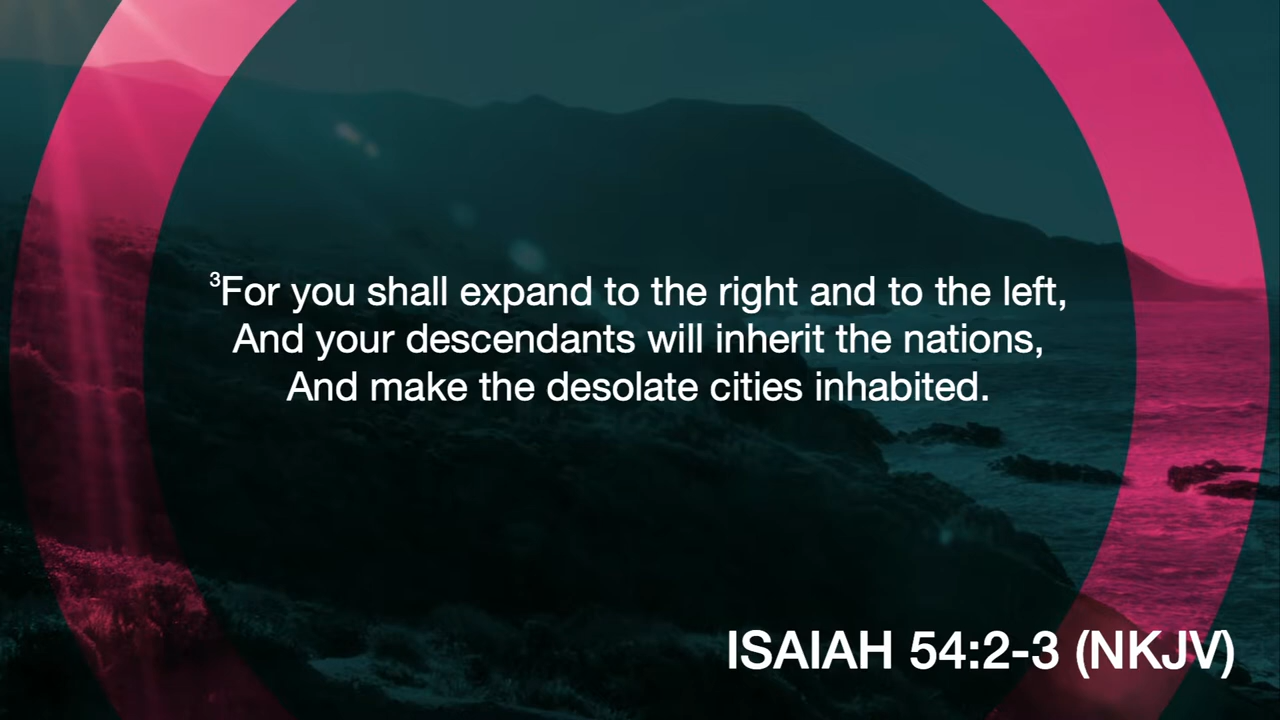 ³For you shall expand to the right and to the left,
And your descendants will inherit the nations,
And make the desolate cities inhabited.
ISAIAH 54:2-3 (NKJV)